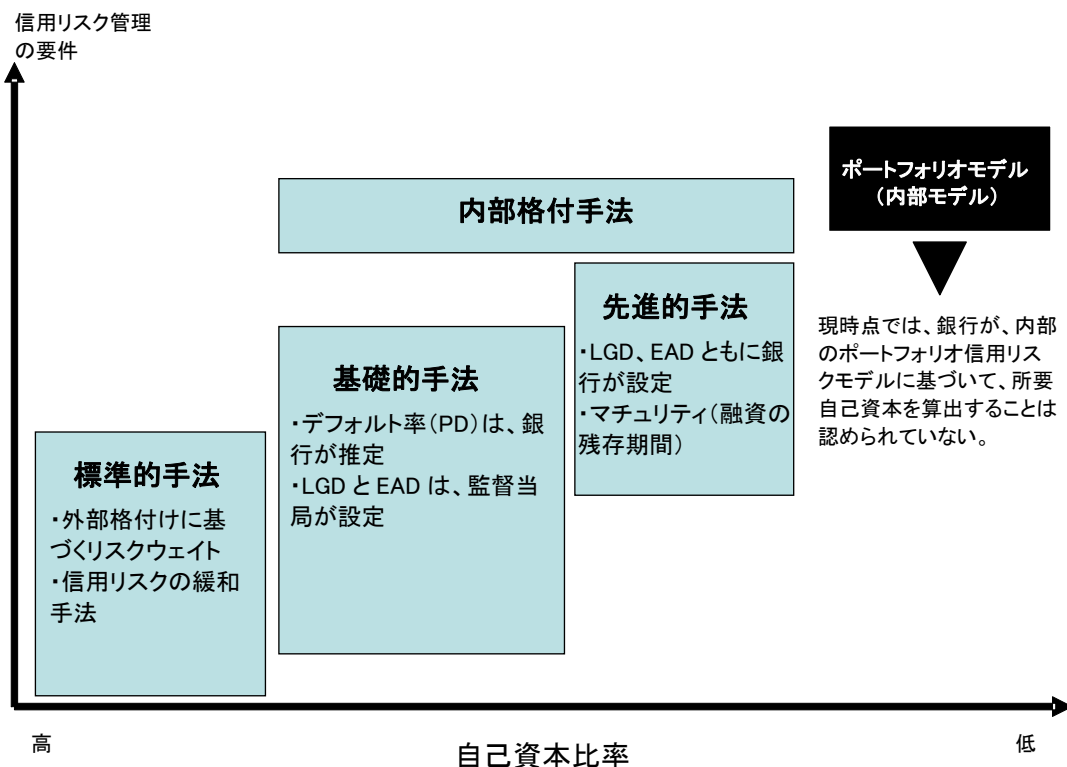 信用リスク管理
の要件
ポートフォリオモデル
（内部モデル）
内部格付手法
先進的手法
・LGD、EAD ともに銀
行が設定
・マチュリティ（融資の
残存期間）
現時点では、銀行が、内部
のポートフォリオ信用リス
クモデルに基づいて、所要
自己資本を算出することは
認められていない。
基礎的手法
・デフォルト率（PD）は、銀
行が推定
・LGD と EAD は、監督当
局が設定
標準的手法
・外部格付けに基
づくリスクウェイト
・信用リスクの緩和
手法
高
自己資本比率
低